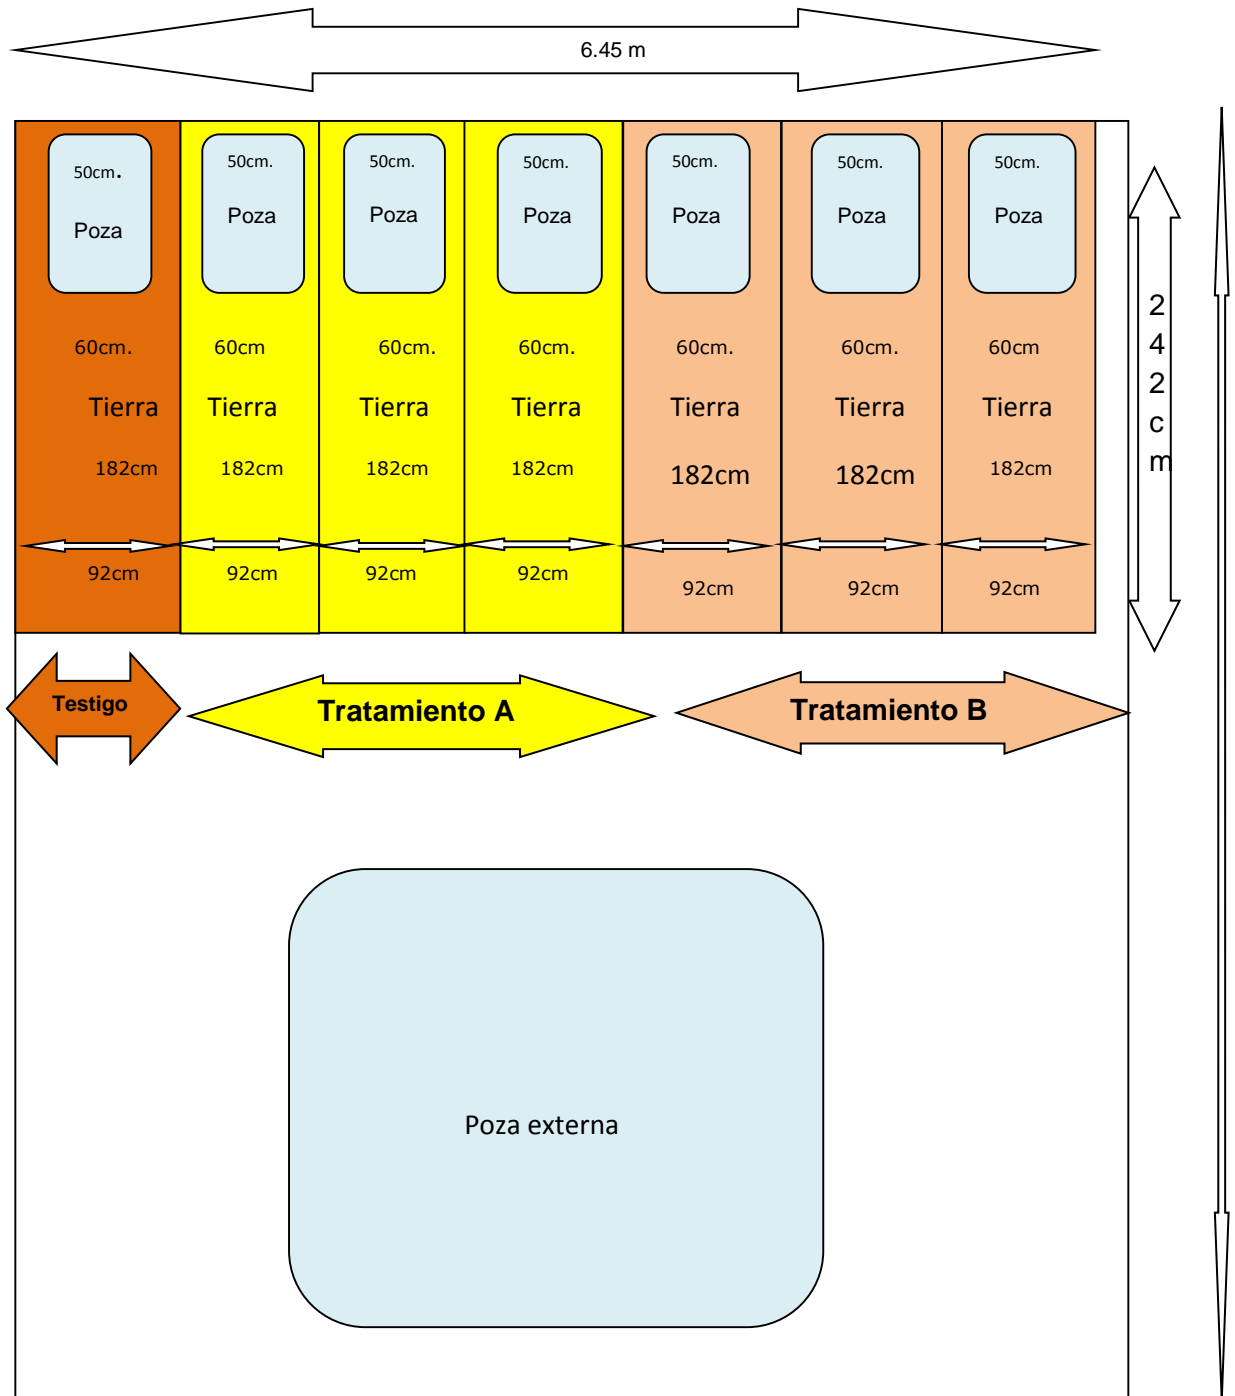 6.45 m
50cm. 50cm. 50cm. 50cm. 50cm. 50cm. 50cm.
Poza Poza Poza Poza Poza Poza Poza
60cm. 60cm 60cm. 60cm. 60cm. 60cm. 60cm
Tierra Tierra Tierra Tierra Tierra Tierra Tierra
182cm 182cm 182cm 182cm 182cm 182cm 182cm
92cm 92cm 92cm 92cm 92cm 92cm 92cm
2
4
2
c
m
Testigo Tratamiento A Tratamiento B
Poza externa